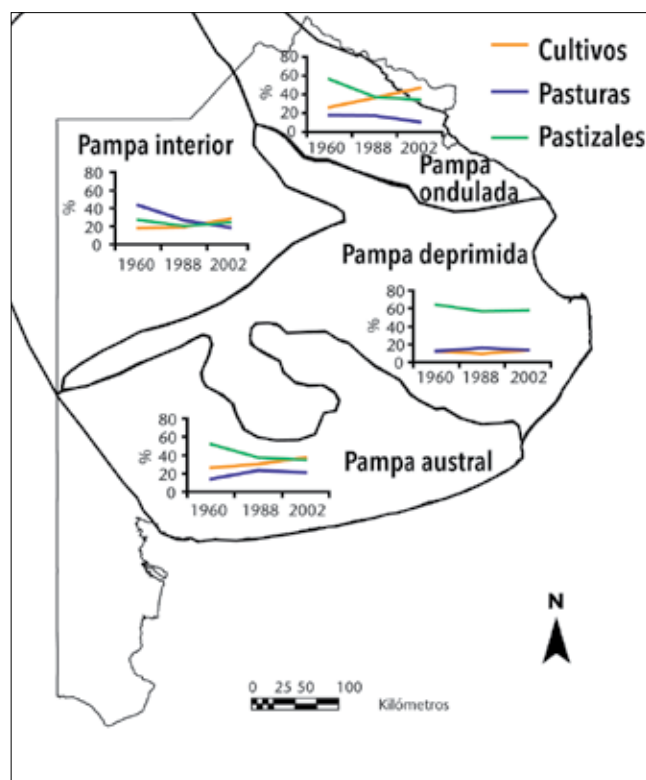 Cultivos
Pasturas
Pastizales
80
60
40
20
0
%
1960 1988 2002
Pampa
ondulada
Pampa interior
80
60
40
20
0
%
1960 1988 2002
Pampa deprimida
80
60
40
20
0
%
1960 1988 2002
80
60
40
20
0
%
1960 1988 2002
Pampa austral
N
0 25 50 100
Kilómetros